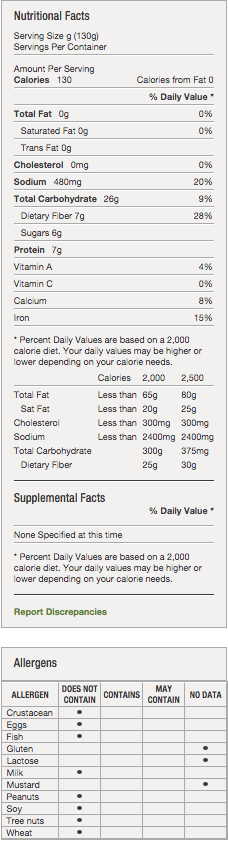 Nutritional Facts
Serving Size g (130g)
Servings Per Container
Amount Per Serving
Calories 130 Calories from Fat 0
% Daily Value *
Total Fat 0g 0%
Saturated Fat 0g 0%
Trans Fat 0g
Cholesterol 0mg 0%
Sodium 480mg 20%
Total Carbohydrate 26g 9%
Dietary Fiber 7g 28%
Sugars 6g
Protein 7g
Vitamin A 4%
Vitamin C 0%
Calcium 8%
Iron 15%
* Percent Daily Values are based on a 2,000
calorie diet. Your daily values may be higher or
lower depending on your calorie needs.
Calories 2,000 2,500
Total Fat Less than 65g 80g
Sat Fat Less than 20g 25g
Cholesterol Less than 300mg 300mg
Sodium Less than 2400mg 2400mg
Total Carbohydrate 300g 375mg
Dietary Fiber 25g 30g
Supplemental Facts
% Daily Value *
None Specified at this time
* Percent Daily Values are based on a 2,000
calorie diet. Your daily values may be higher or
lower depending on your calorie needs.
Report Discrepancies
Allergens
ALLERGEN DOES NOT CONTAIN CONTAINS MAY CONTAIN NO DATA
Crustacean •
Eggs •
Fish •
Gluten •
Lactose •
Milk •
Mustard •
Peanuts •
Soy •
Tree nuts •
Wheat •